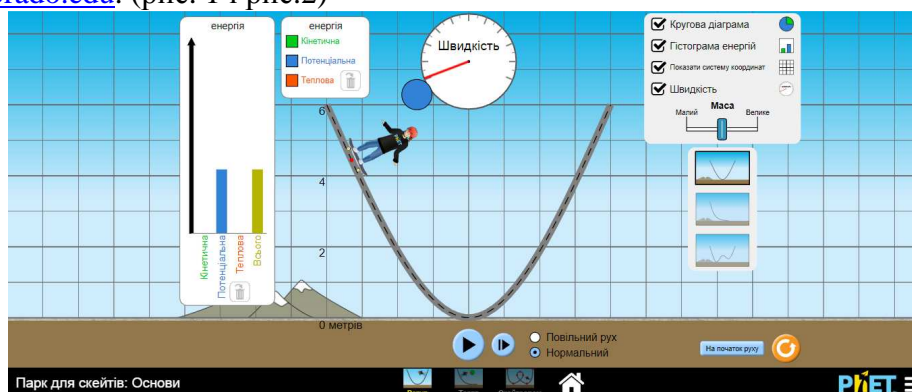 erado.edu. (рис. 1 і рис.2)
енергія
Кінетична
Потенціальна
Теплова
Всього
енергія
Кінетична
Потенціальна
Теплова
Швидкість
Кругова діаграма
Гістограма енергій
Показати систему координат
Швидкість
Маса
Малий
Велике
6
4
2
0 метрів
Повільний рух
Нормальний
На початок руху
Парк для скейтів: Основи
PhET